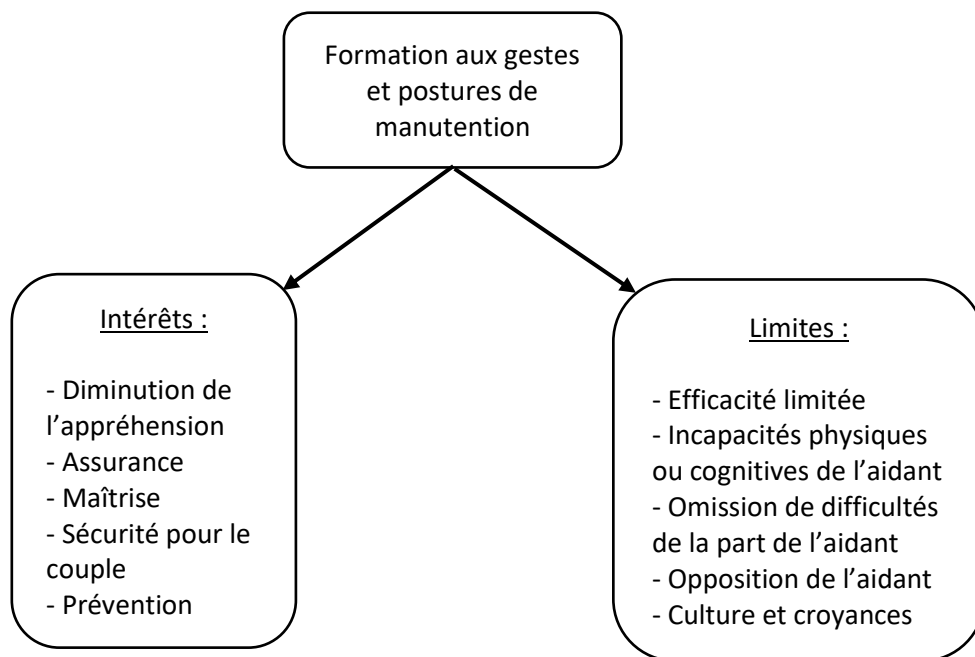 Formation aux gestes
et postures de
manutention
Intérêts :
- Diminution de
l’appréhension
- Assurance
- Maîtrise
- Sécurité pour le
couple
- Prévention
Limites :
- Efficacité limitée
- Incapacités physiques
ou cognitives de l’aidant
- Omission de difficultés
de la part de l’aidant
- Opposition de l’aidant
- Culture et croyances